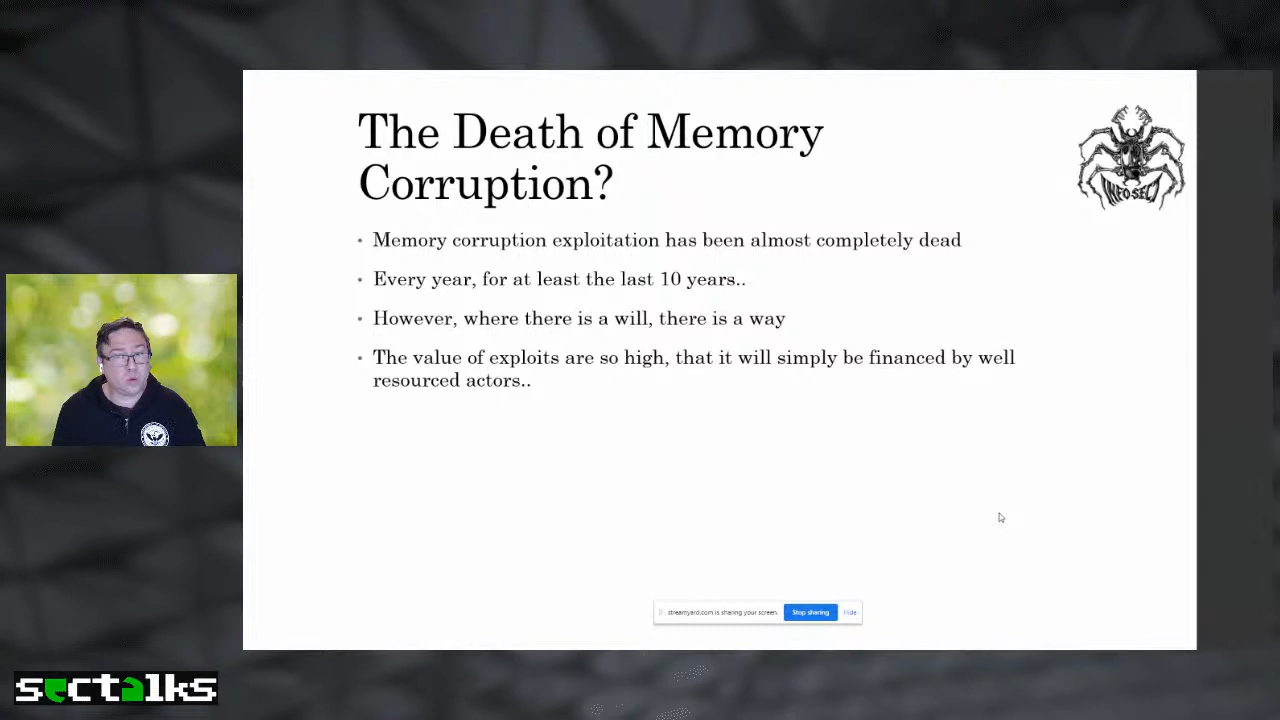 The Death of Memory
Corruption?
INFOSECT
• Memory corruption exploitation has been almost completely dead
• Every year, for at least the last 10 years..
• However, where there is a will, there is a way
• The value of exploits are so high, that it will simply be financed by well
resourced actors..
streamyard.com is sharing your screen. Stop sharing Hide
sectalks